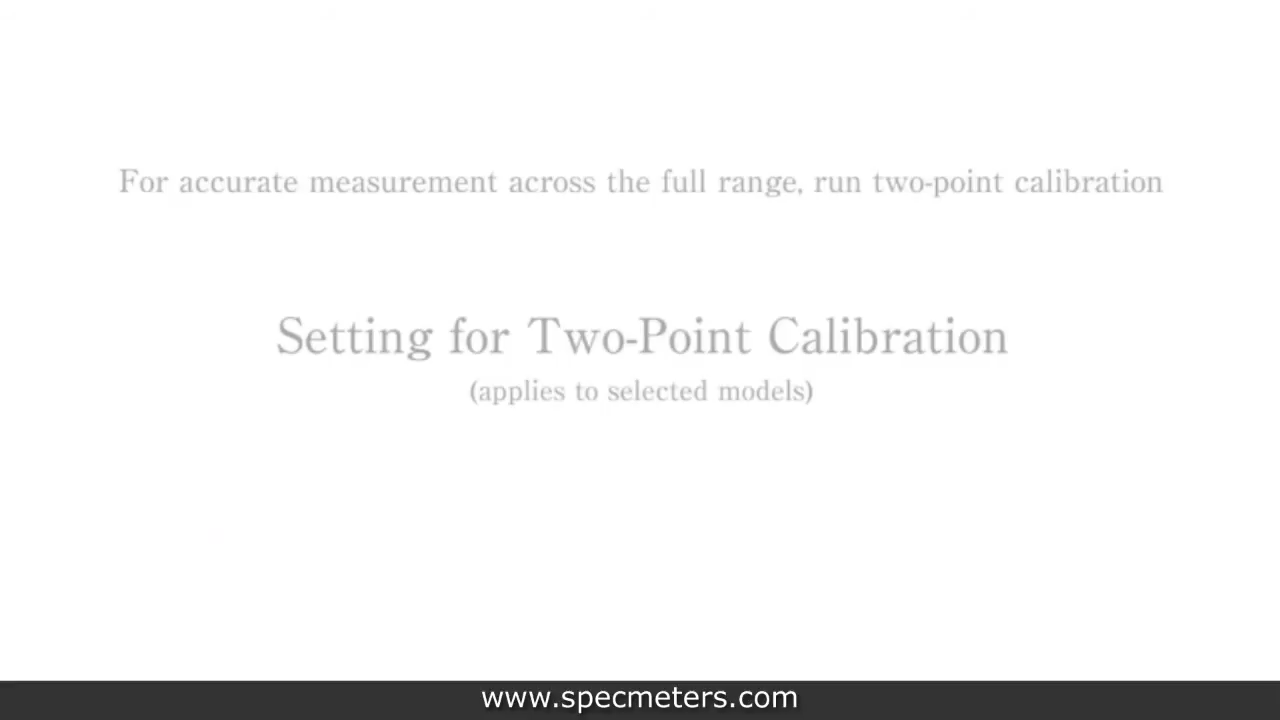 For accurate measurement across the full range, run two-point calibration
Setting for Two-Point Calibration
(applies to selected models)
www.specmeters.com